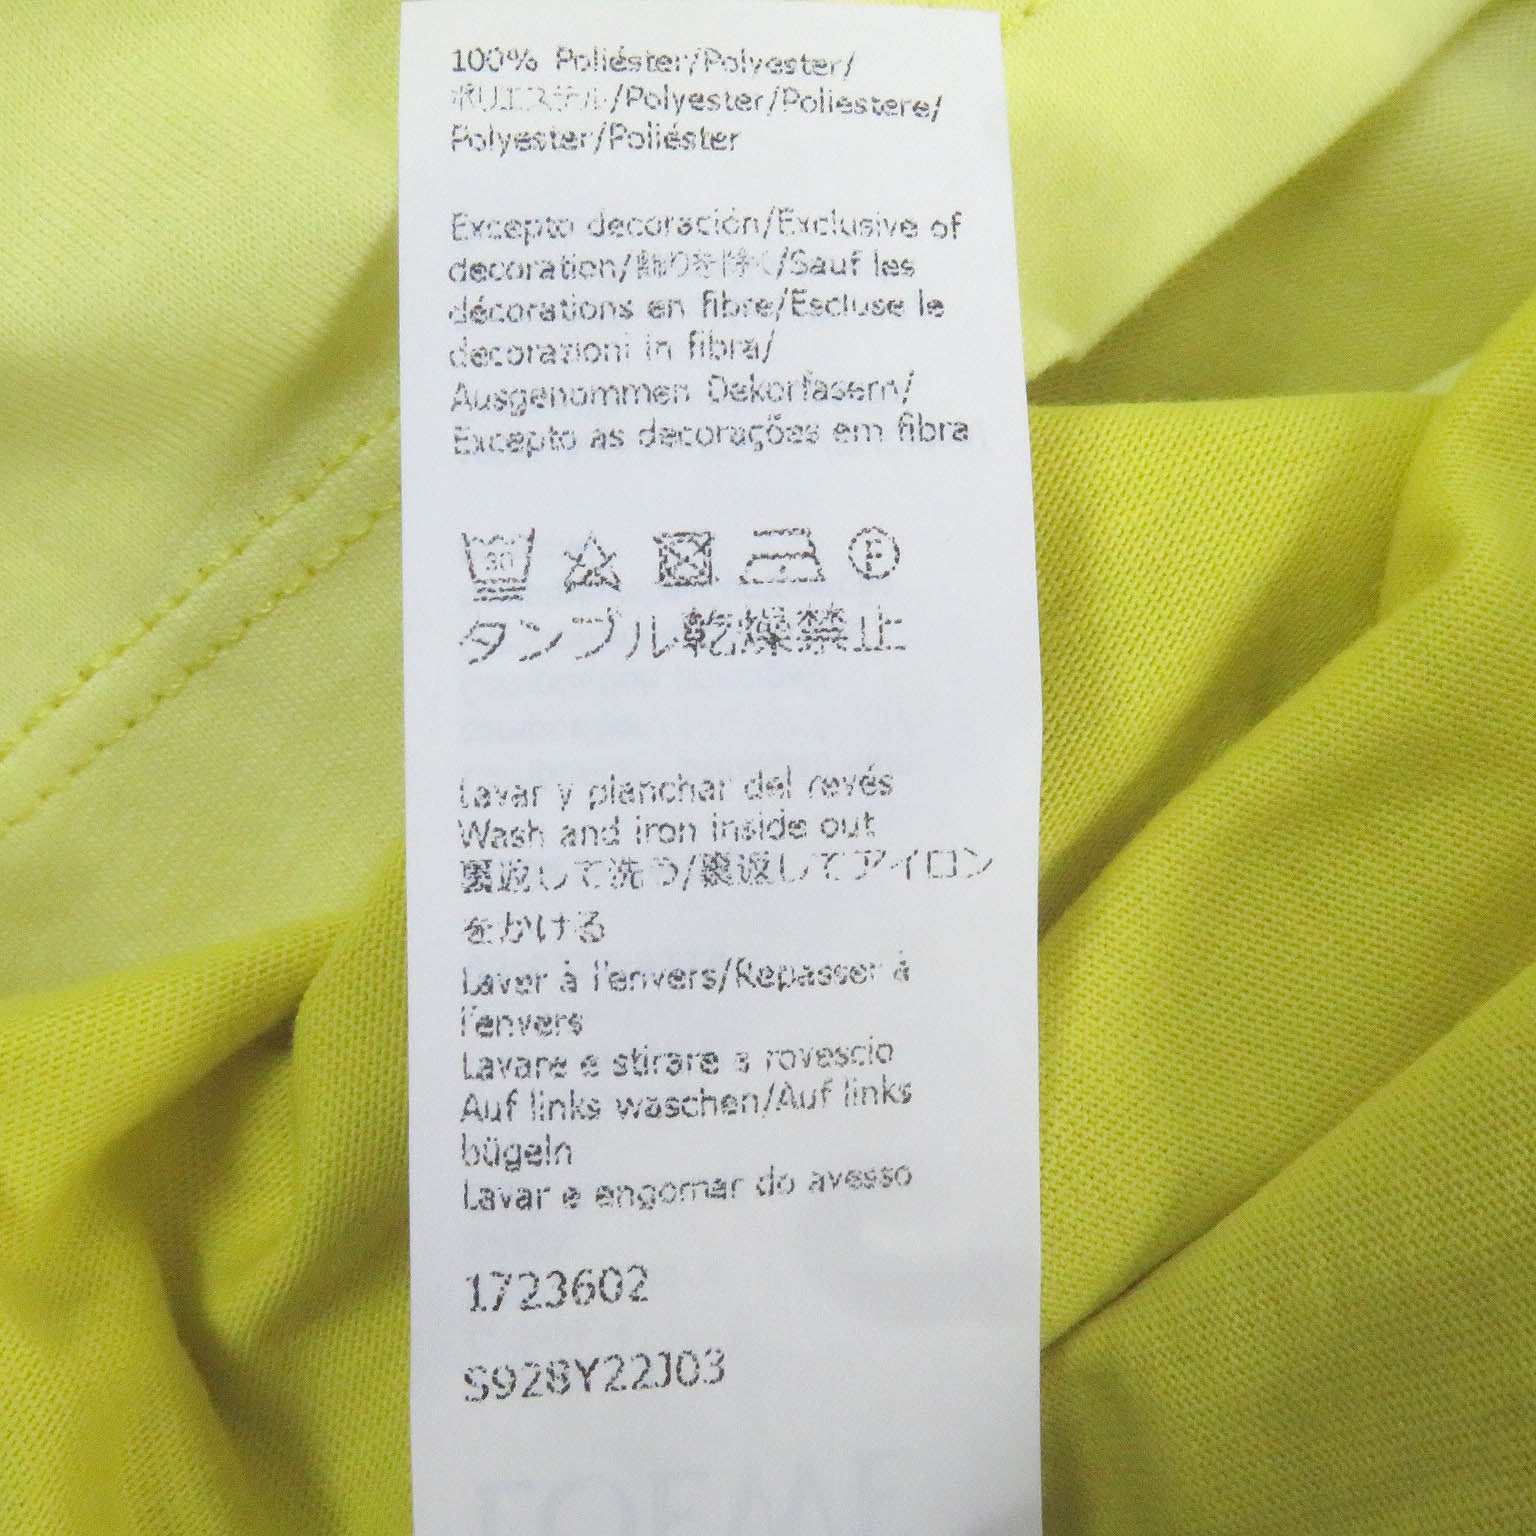 100% Poliéster/Polyester/
ポリエステル/Polyester/Poliestere/
Polyester/Poliéster
Excepto decoración/Exclusive of
decoration/飾りを除く/Sauf les
décorations en fibre/Escluse le
decorazioni in fibra/
Ausgenommen Dekorfasern/
Excepto as decorações em fibra
30 F
タンブル乾燥禁止
Lavar y planchar del revés
Wash and iron inside out
裏返して洗う/裏返してアイロン
をかける
Laver à l'envers/Repasser à
l'envers
Lavare e stirare a rovescio
Auf links waschen/Auf links
bügeln
Lavar e engomar do avesso
1723602
S928Y22J03